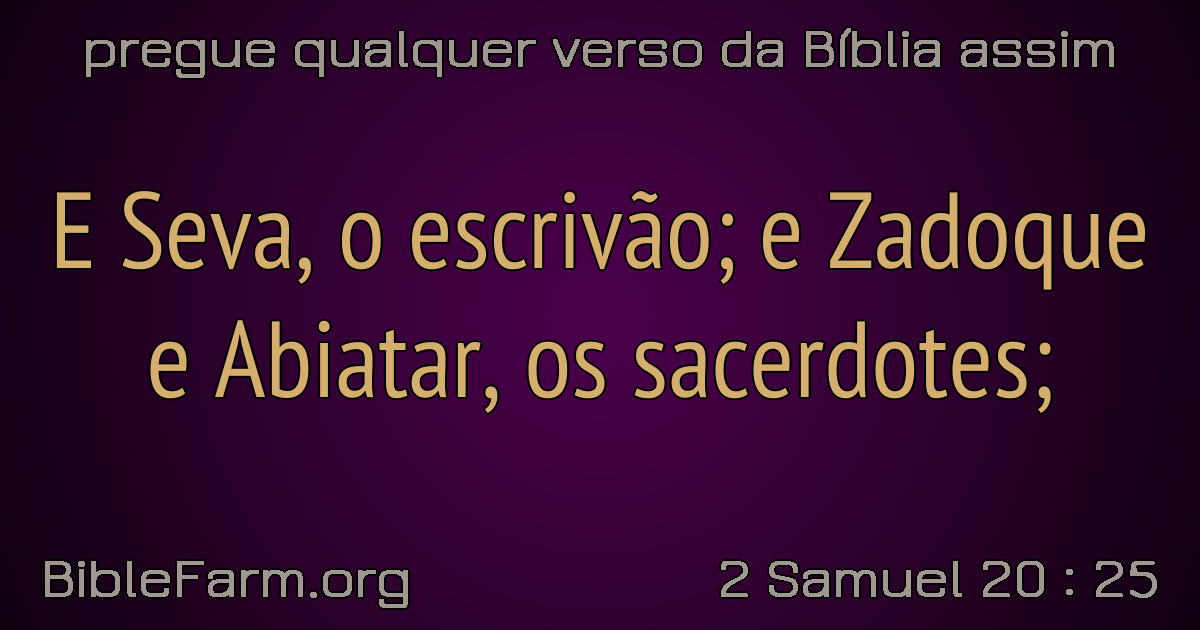 pregue qualquer verso da Bíblia assim
E Seva, o escrivão; e Zadoque
e Abiatar, os sacerdotes;
BibleFarm.org
2 Samuel 20 : 25